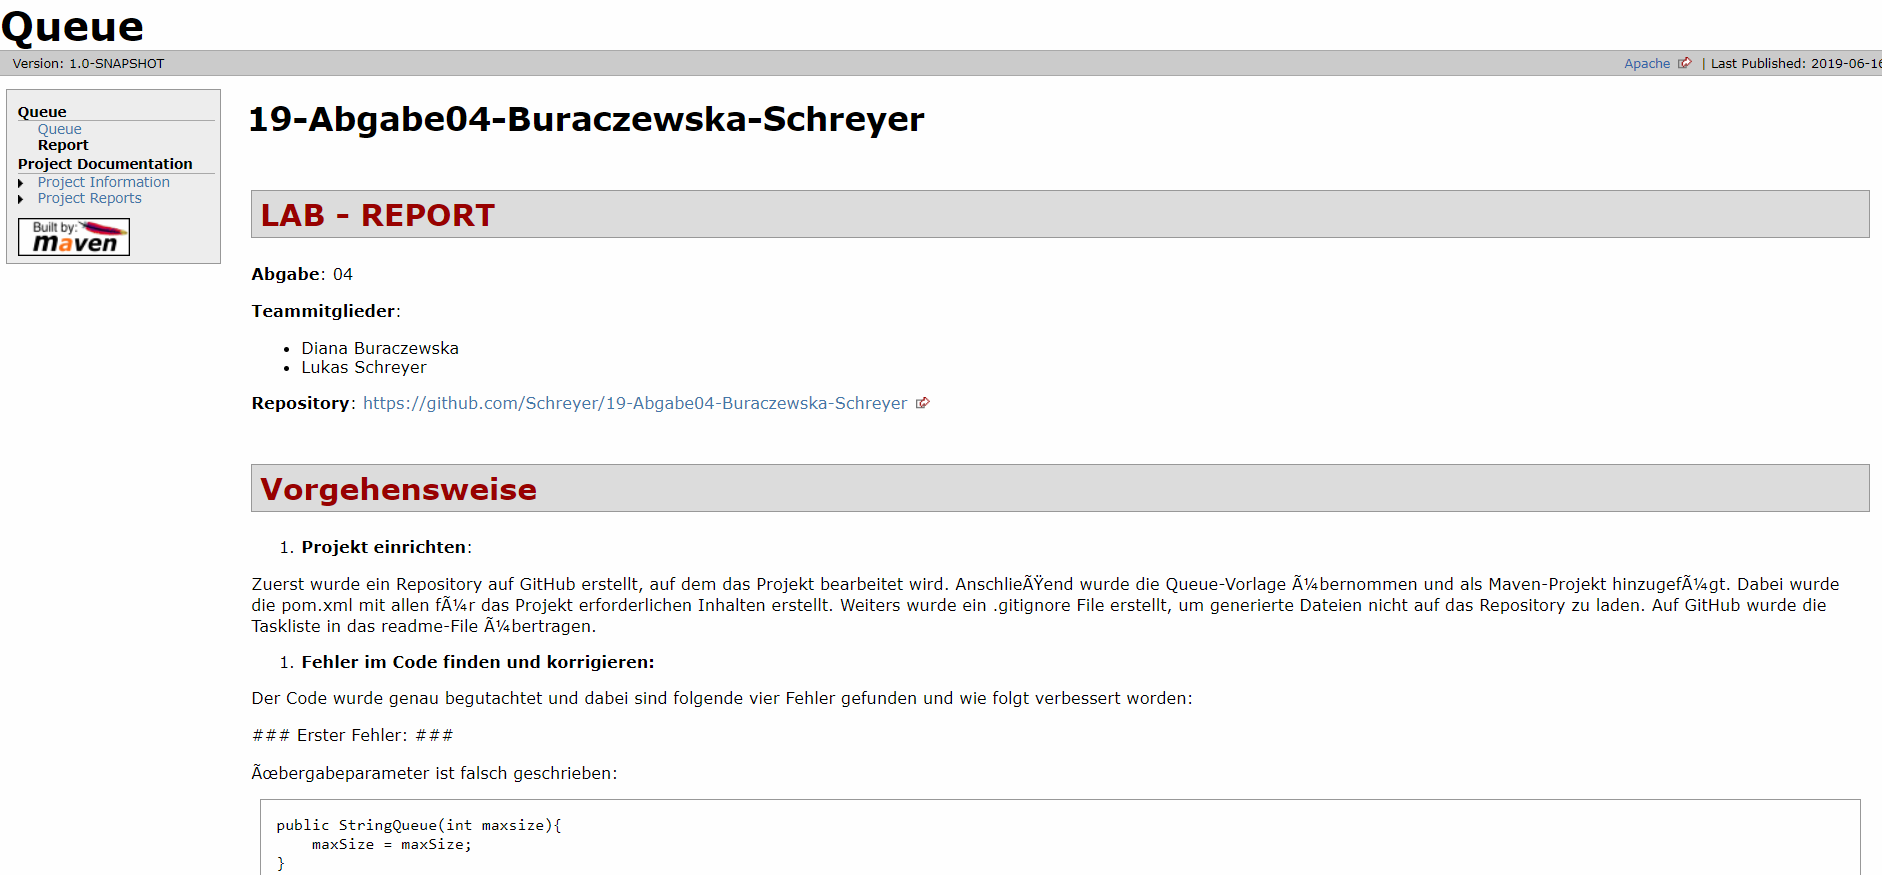 Queue
Version: 1.0-SNAPSHOT
Apache | Last Published: 2019-06-16
Queue
Queue
Report
Project Documentation
Project Information
Project Reports
Built by:
maven
19-Abgabe04-Buraczewska-Schreyer
LAB - REPORT
Abgabe: 04
Teammitglieder:
• Diana Buraczewska
• Lukas Schreyer
Repository: https://github.com/Schreyer/19-Abgabe04-Buraczewska-Schreyer
Vorgehensweise
1. Projekt einrichten:
Zuerst wurde ein Repository auf GitHub erstellt, auf dem das Projekt bearbeitet wird. AnschlieÃŸend wurde die Queue-Vorlage Ã¼bernommen und als Maven-Projekt hinzugefÃ¼gt. Dabei wurde
die pom.xml mit allen fÃ¼r das Projekt erforderlichen Inhalten erstellt. Weiters wurde ein .gitignore File erstellt, um generierte Dateien nicht auf das Repository zu laden. Auf GitHub wurde die
Taskliste in das readme-File Ã¼bertragen.
1. Fehler im Code finden und korrigieren:
Der Code wurde genau begutachtet und dabei sind folgende vier Fehler gefunden und wie folgt verbessert worden:
### Erster Fehler: ###
Ãœbergabeparameter ist falsch geschrieben:
public StringQueue(int maxsize){
    maxSize = maxSize;
}